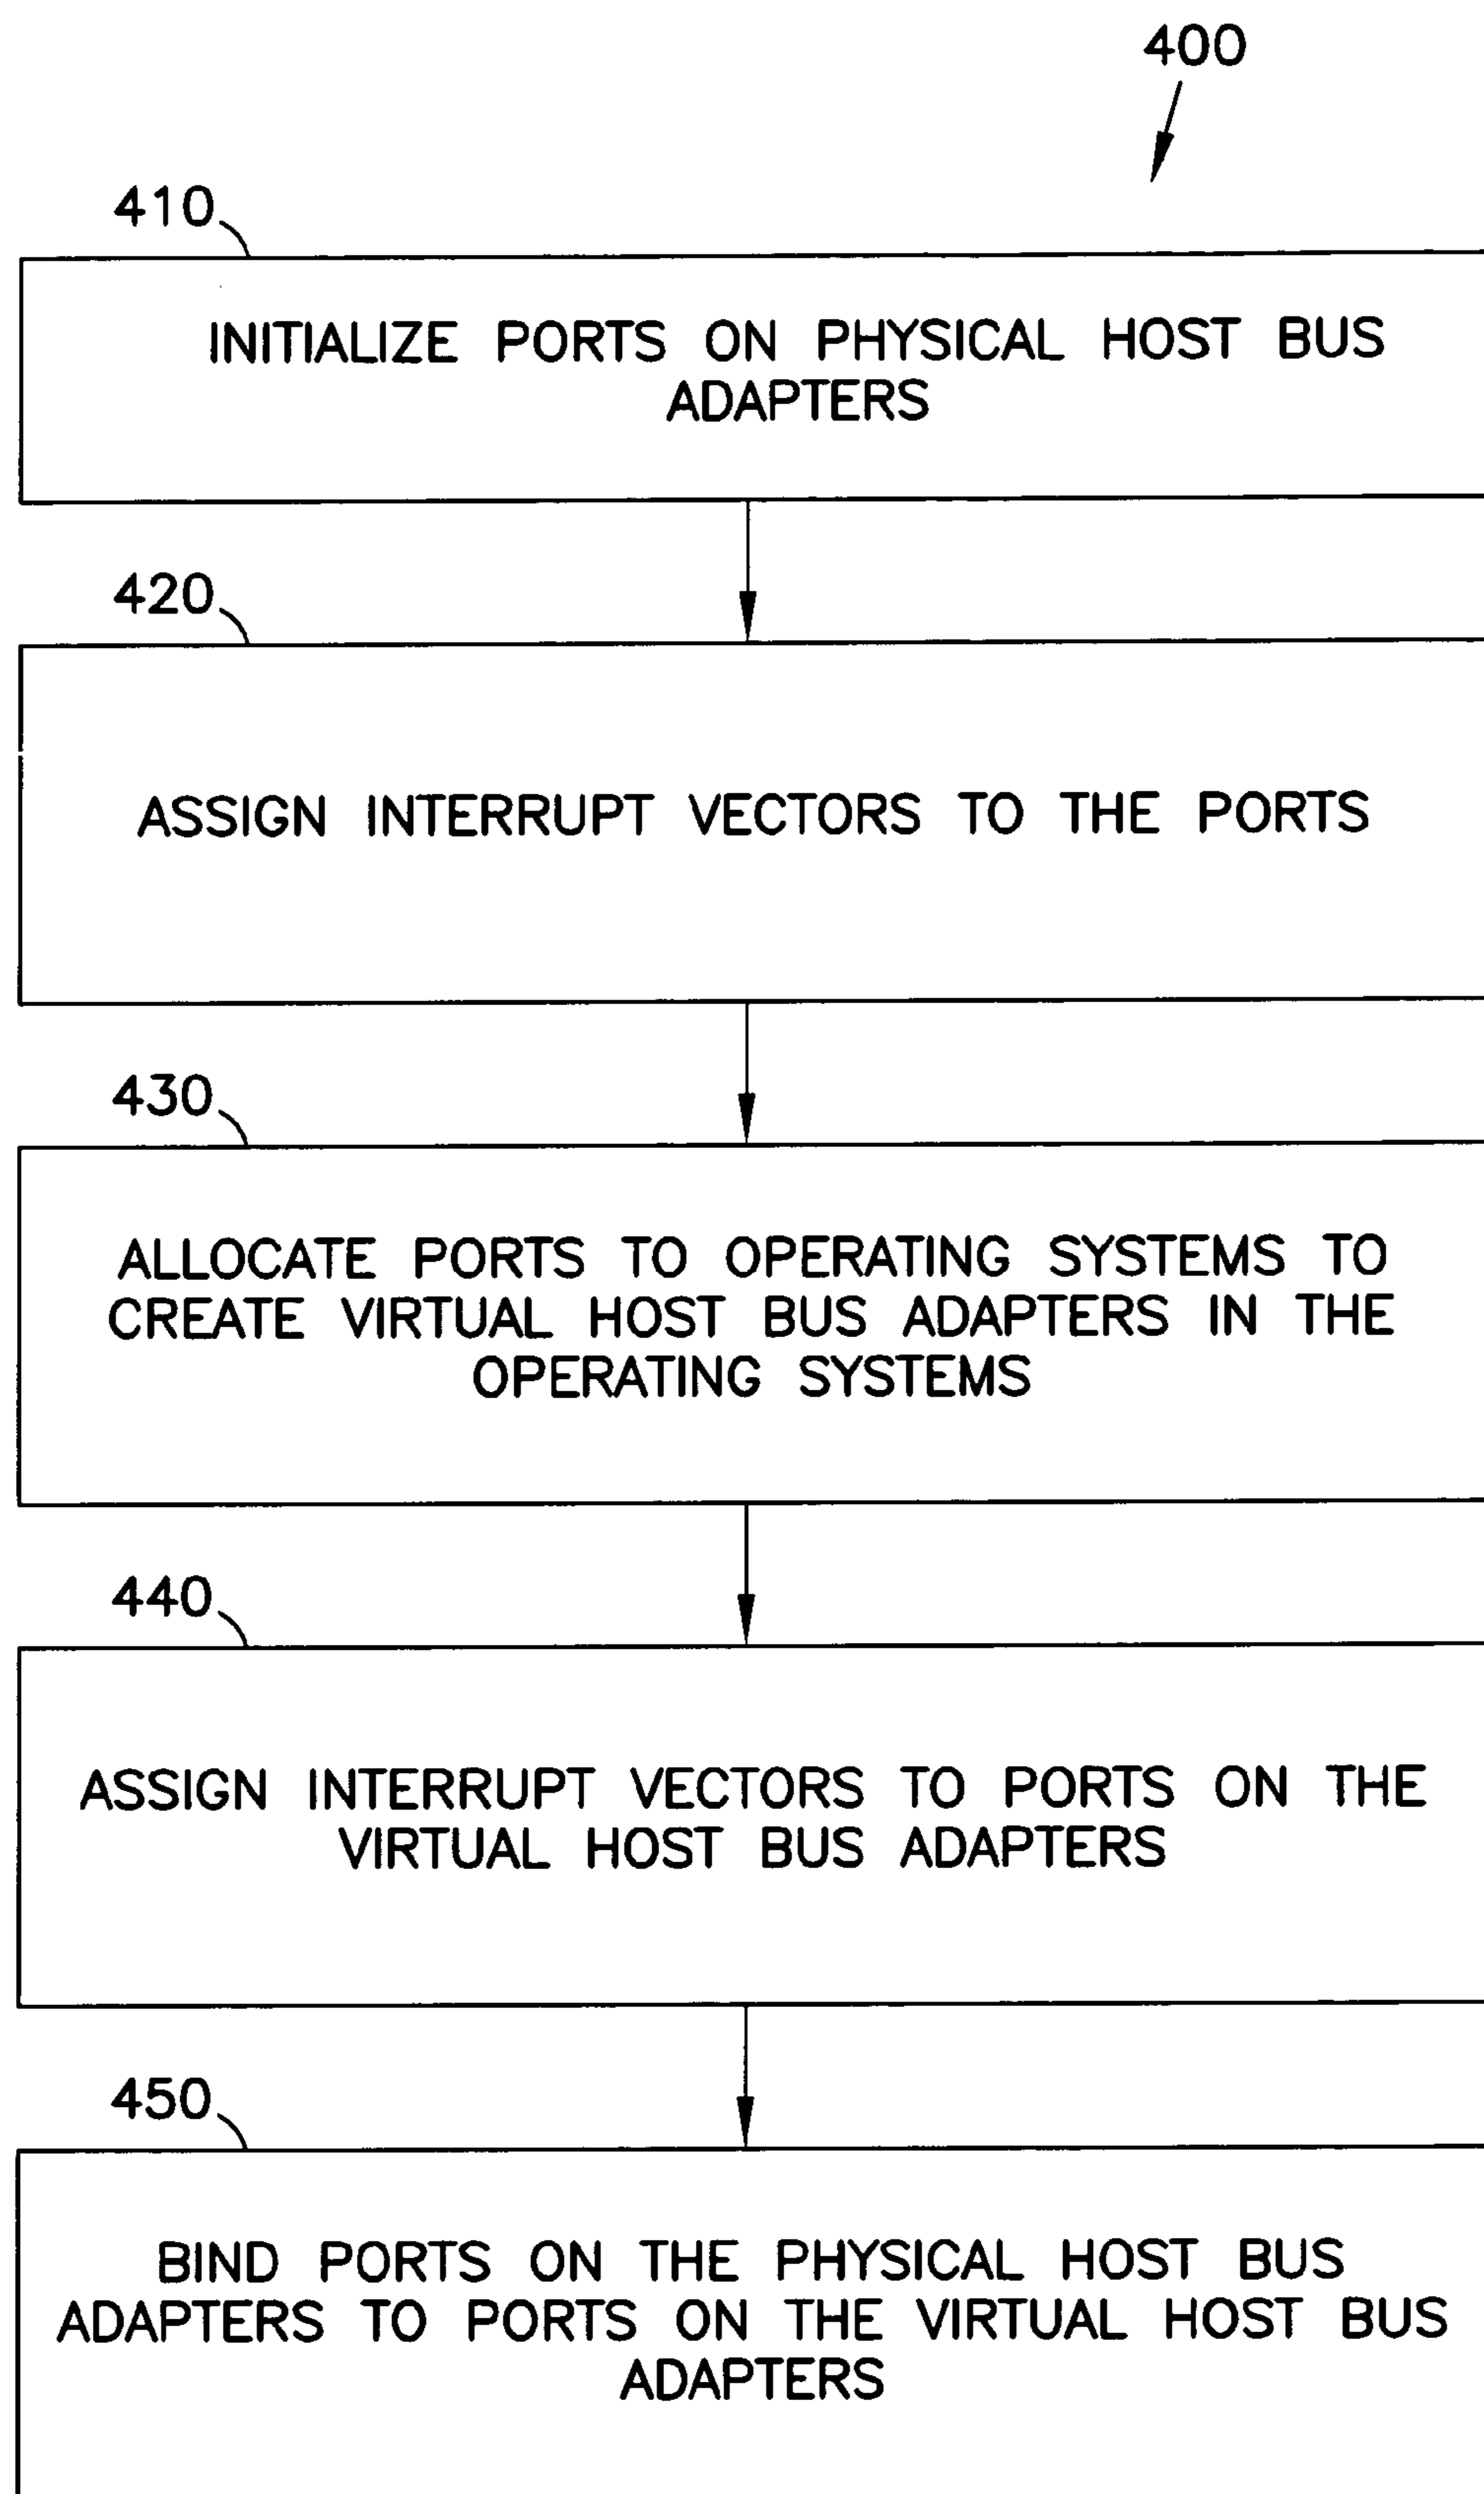 400
410
INITIALIZE PORTS ON PHYSICAL HOST BUS
ADAPTERS
420
ASSIGN INTERRUPT VECTORS TO THE PORTS
430
ALLOCATE PORTS TO OPERATING SYSTEMS TO
CREATE VIRTUAL HOST BUS ADAPTERS IN THE
OPERATING SYSTEMS
440
ASSIGN INTERRUPT VECTORS TO PORTS ON THE
VIRTUAL HOST BUS ADAPTERS
450
BIND PORTS ON THE PHYSICAL HOST BUS
ADAPTERS TO PORTS ON THE VIRTUAL HOST BUS
ADAPTERS